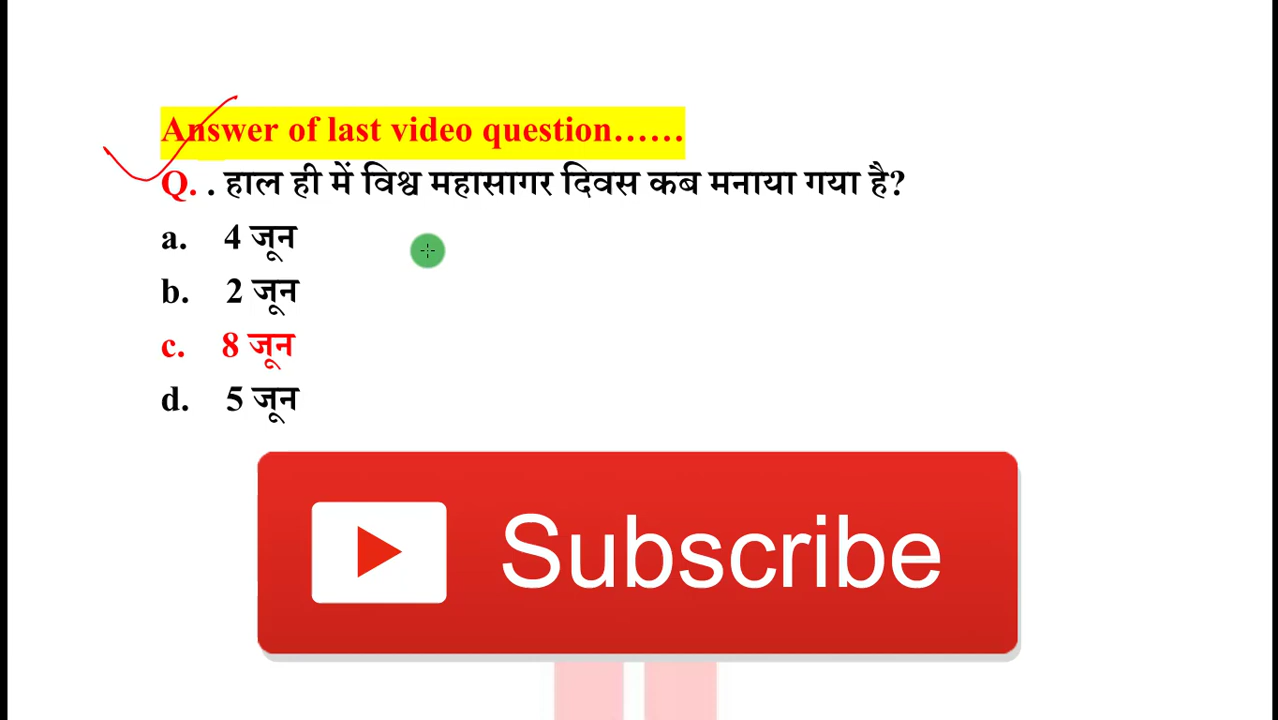 Answer of last video question……
Q. . हाल ही में विश्व महासागर दिवस कब मनाया गया है?
a. 4 जून
b. 2 जून
c. 8 जून
d. 5 जून
Subscribe